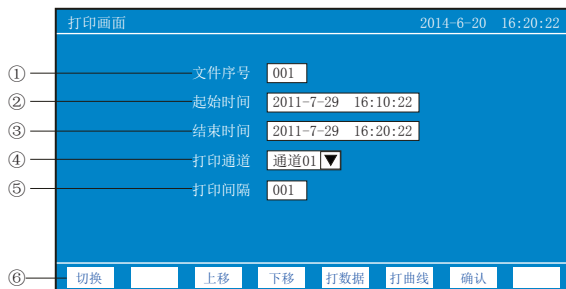 打印画面 2014-6-20 16:20:22
① 文件序号 001
② 起始时间 2011-7-29 16:10:22
③ 结束时间 2011-7-29 16:20:22
④ 打印通道 通道01 ▼
⑤ 打印间隔 001
⑥ 切换 上移 下移 打数据 打曲线 确认